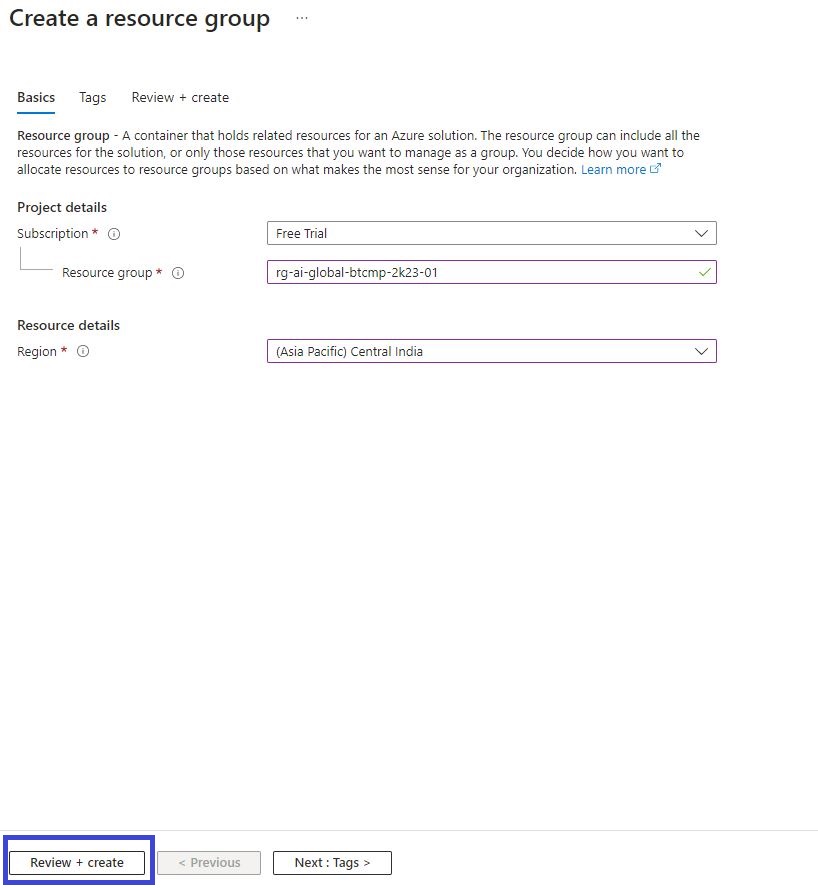 Create a resource group ...
Basics Tags Review + create
Resource group - A container that holds related resources for an Azure solution. The resource group can include all the
resources for the solution, or only those resources that you want to manage as a group. You decide how you want to
allocate resources to resource groups based on what makes the most sense for your organization. Learn more
Project details
Subscription * Free Trial
Resource group * rg-ai-global-btcmp-2k23-01
Resource details
Region * (Asia Pacific) Central India
Review + create < Previous Next : Tags >